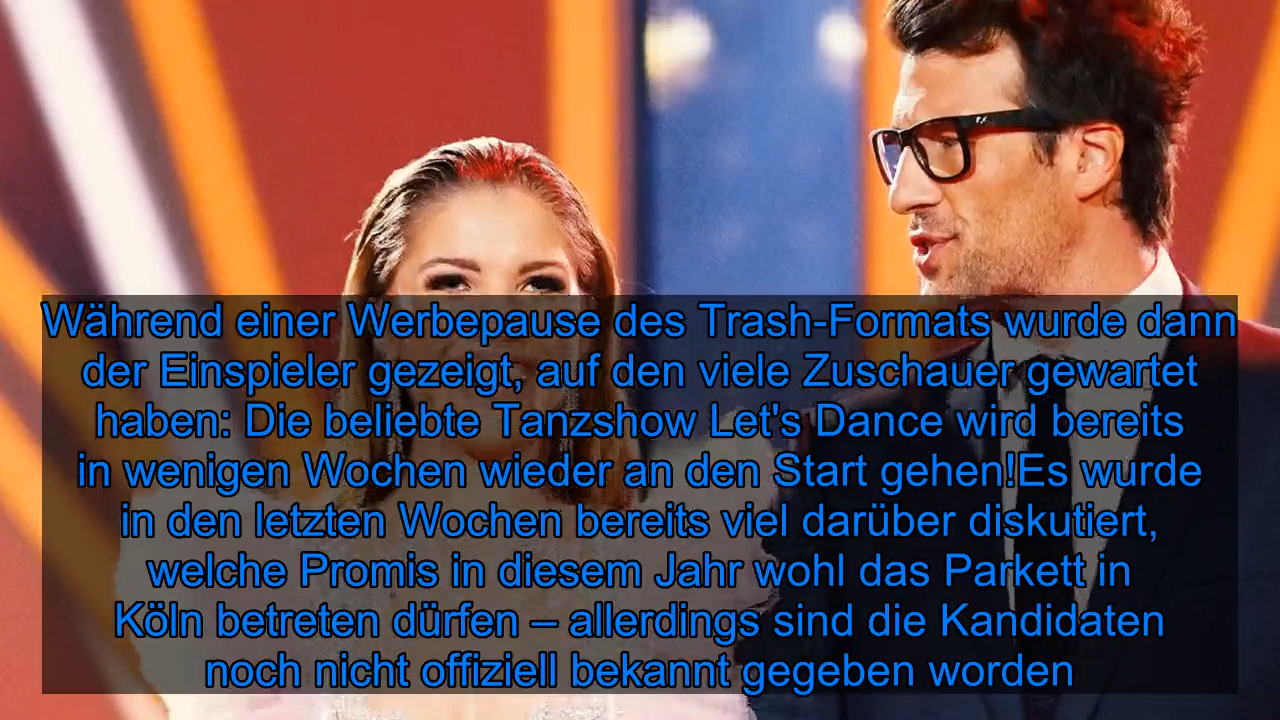 Während einer Werbepause des Trash-Formats wurde dann
der Einspieler gezeigt, auf den viele Zuschauer gewartet
haben: Die beliebte Tanzshow Let's Dance wird bereits
in wenigen Wochen wieder an den Start gehen!Es wurde
in den letzten Wochen bereits viel darüber diskutiert,
welche Promis in diesem Jahr wohl das Parkett in
Köln betreten dürfen – allerdings sind die Kandidaten
noch nicht offiziell bekannt gegeben worden